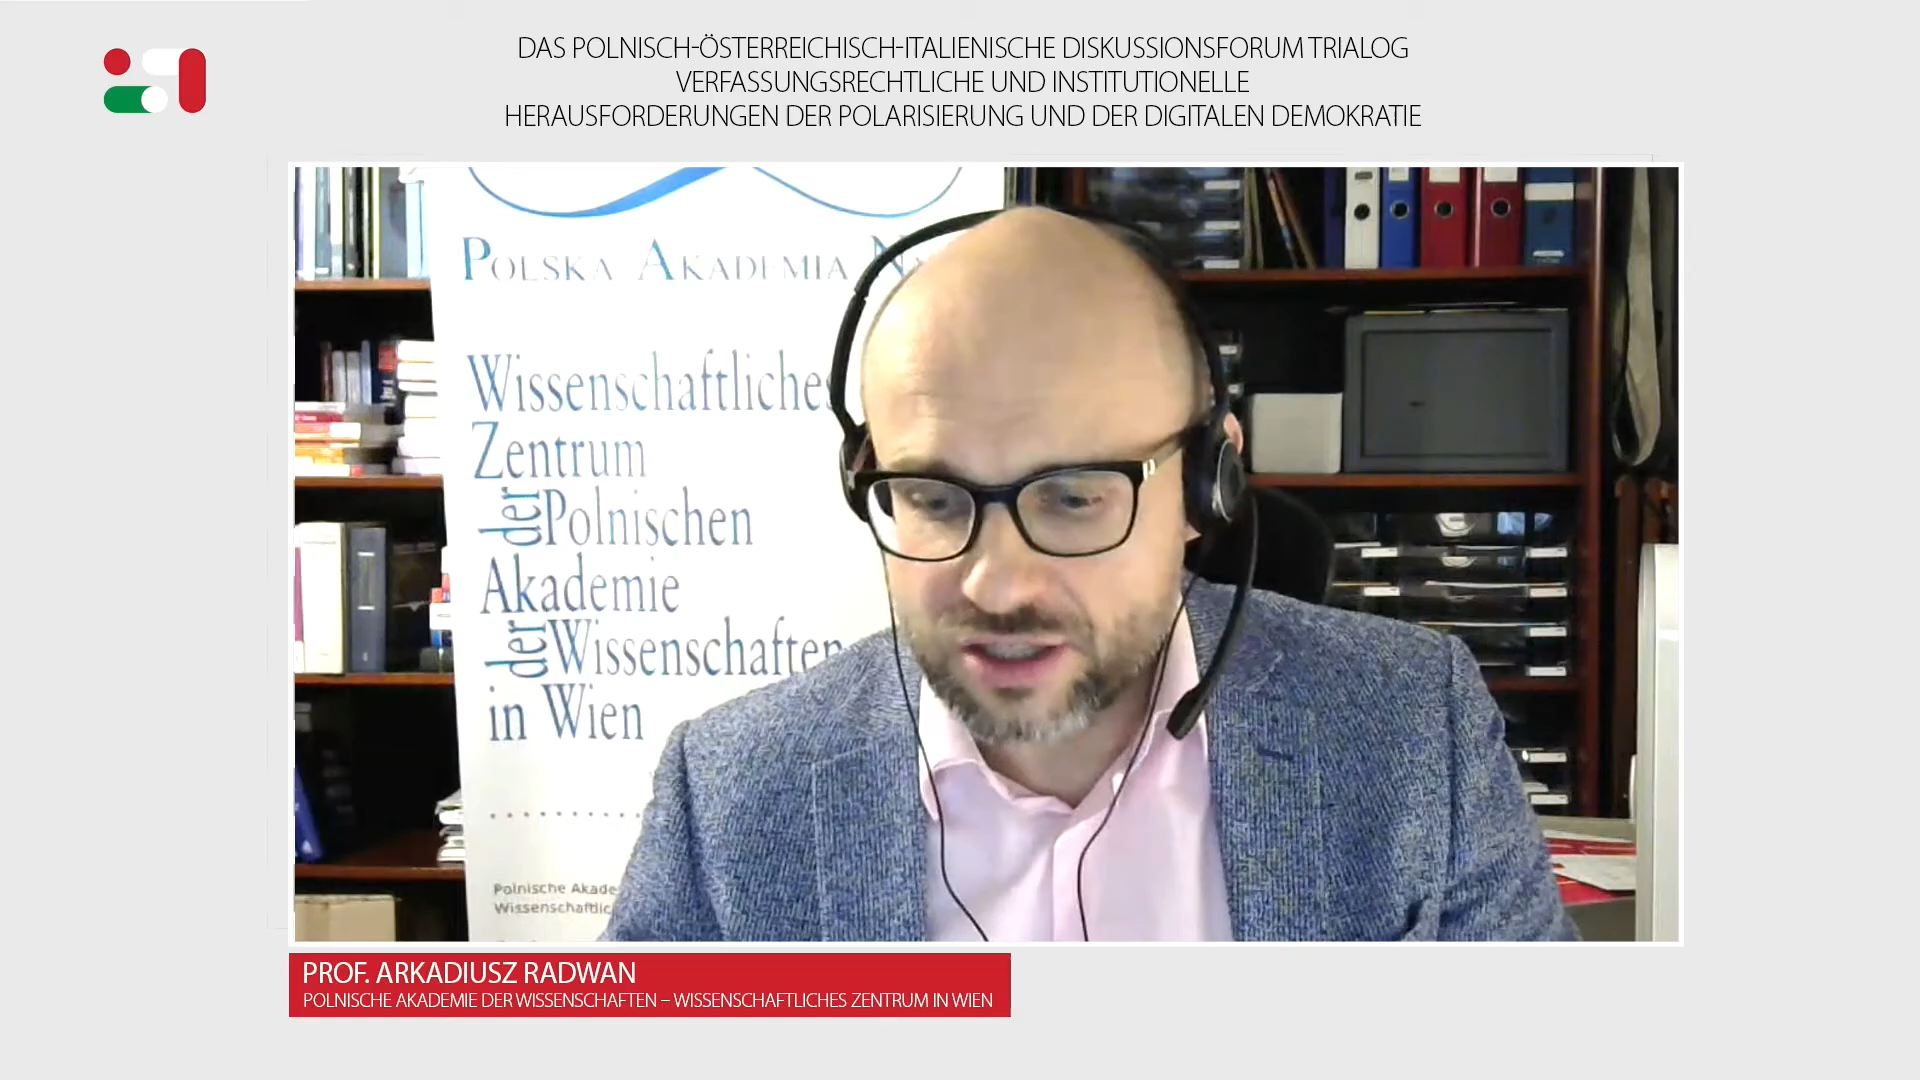 DAS POLNISCH-ÖSTERREICHISCH-ITALIENISCHE DISKUSSIONSFORUM TRIALOG
VERFASSUNGSRECHTLICHE UND INSTITUTIONELLE
HERAUSFORDERUNGEN DER POLARISIERUNG UND DER DIGITALEN DEMOKRATIE
POLSKA AKADEMIA
Wissenschaftliches
Zentrum
der Polnischen
Akademie
der Wissenschaften
in Wien
Polnische
PROF. ARKADIUSZ RADWAN
POLNISCHE AKADEMIE DER WISSENSCHAFTEN – WISSENSCHAFTLICHES ZENTRUM IN WIEN